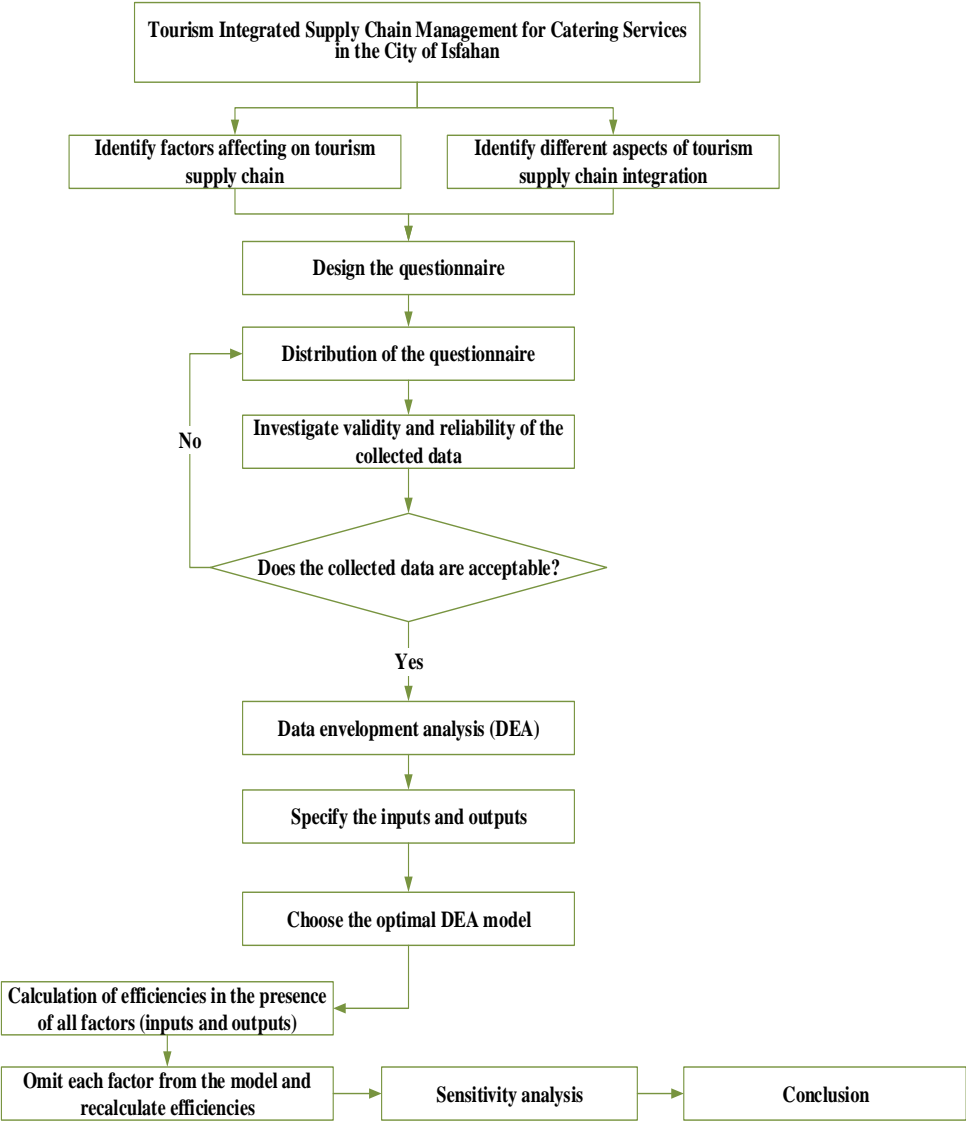 Tourism Integrated Supply Chain Management for Catering Services
in the City of Isfahan
Identify factors affecting on tourism
supply chain
Identify different aspects of tourism
supply chain integration
Design the questionnaire
Distribution of the questionnaire
No
Investigate validity and reliability of the
collected data
Does the collected data are acceptable?
Yes
Data envelopment analysis (DEA)
Specify the inputs and outputs
Choose the optimal DEA model
Calculation of efficiencies in the presence
of all factors (inputs and outputs)
Omit each factor from the model and
recalculate efficiencies
Sensitivity analysis
Conclusion